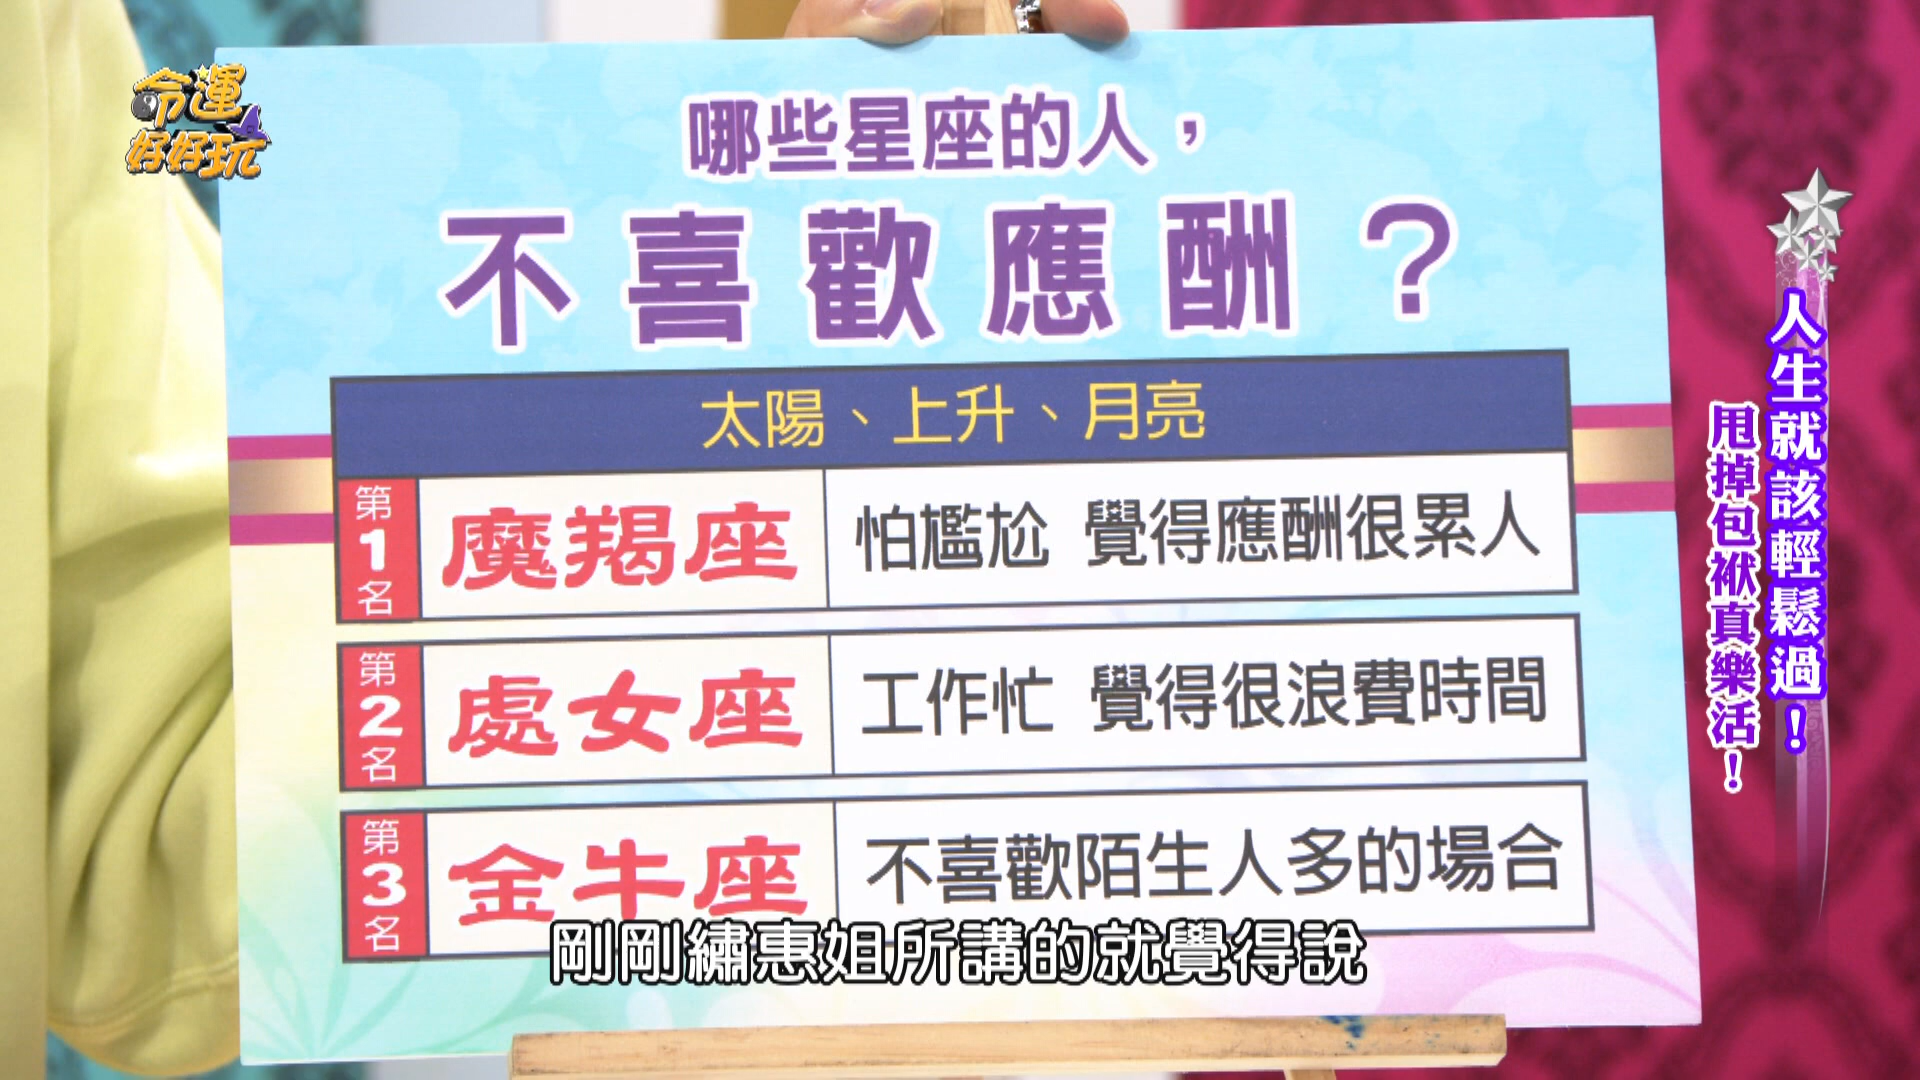 命運
好好玩
哪些星座的人，
不喜歡應酬？
太陽、上升、月亮
第1名
魔羯座
怕尷尬 覺得應酬很累人
第2名
處女座
工作忙 覺得很浪費時間
第3名
金牛座
不喜歡陌生人多的場合
人生就該輕鬆過！
甩掉包袱真樂活！
剛剛繡惠姐所講的就覺得說